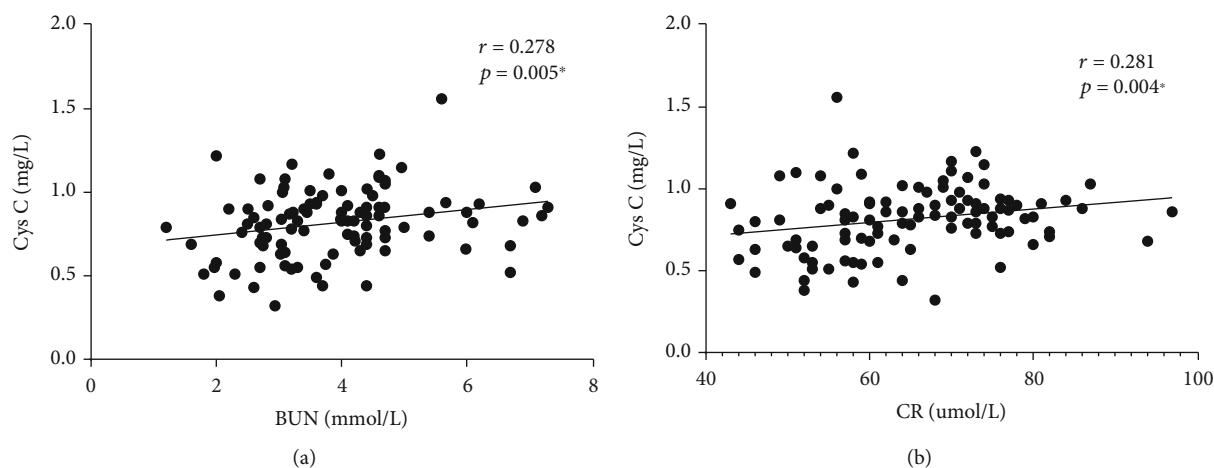 2.0
1.5
1.0
0.5
0.0
Cys C (mg/L)
r = 0.278
p = 0.005*
0 2 4 6 8
BUN (mmol/L)
(a)
2.0
1.5
1.0
0.5
0.0
Cys C (mg/L)
r = 0.281
p = 0.004*
40 60 80 100
CR (umol/L)
(b)